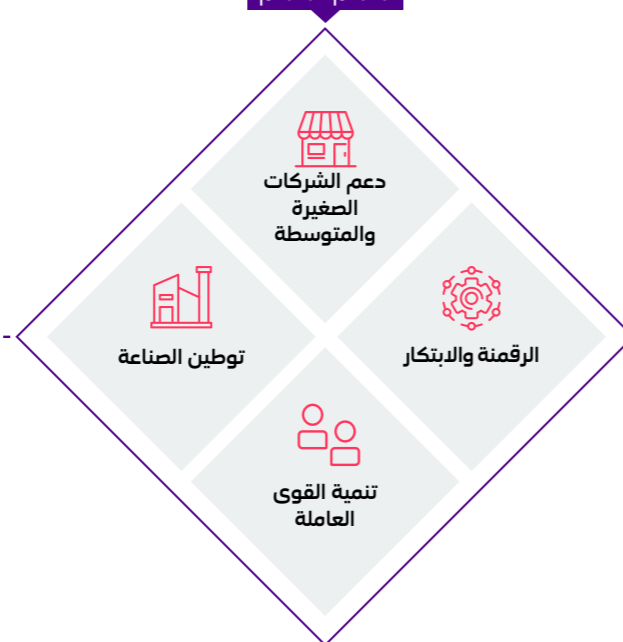 دعم الشركات
الصغيرة
والمتوسطة
الرقمنة والابتكار
توطين الصناعة
تنمية القوى
العاملة